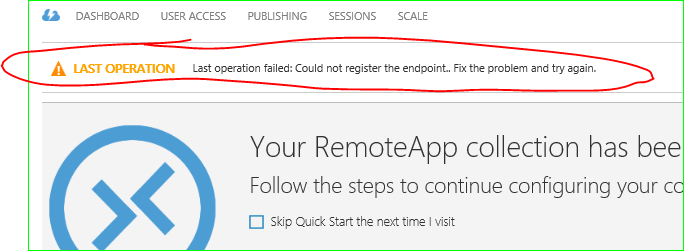 DASHBOARD USER ACCESS PUBLISHING SESSIONS SCALE
LAST OPERATION Last operation failed: Could not register the endpoint.. Fix the problem and try again.
Your RemoteApp collection has bee
Follow the steps to continue configuring your co
Skip Quick Start the next time I visit